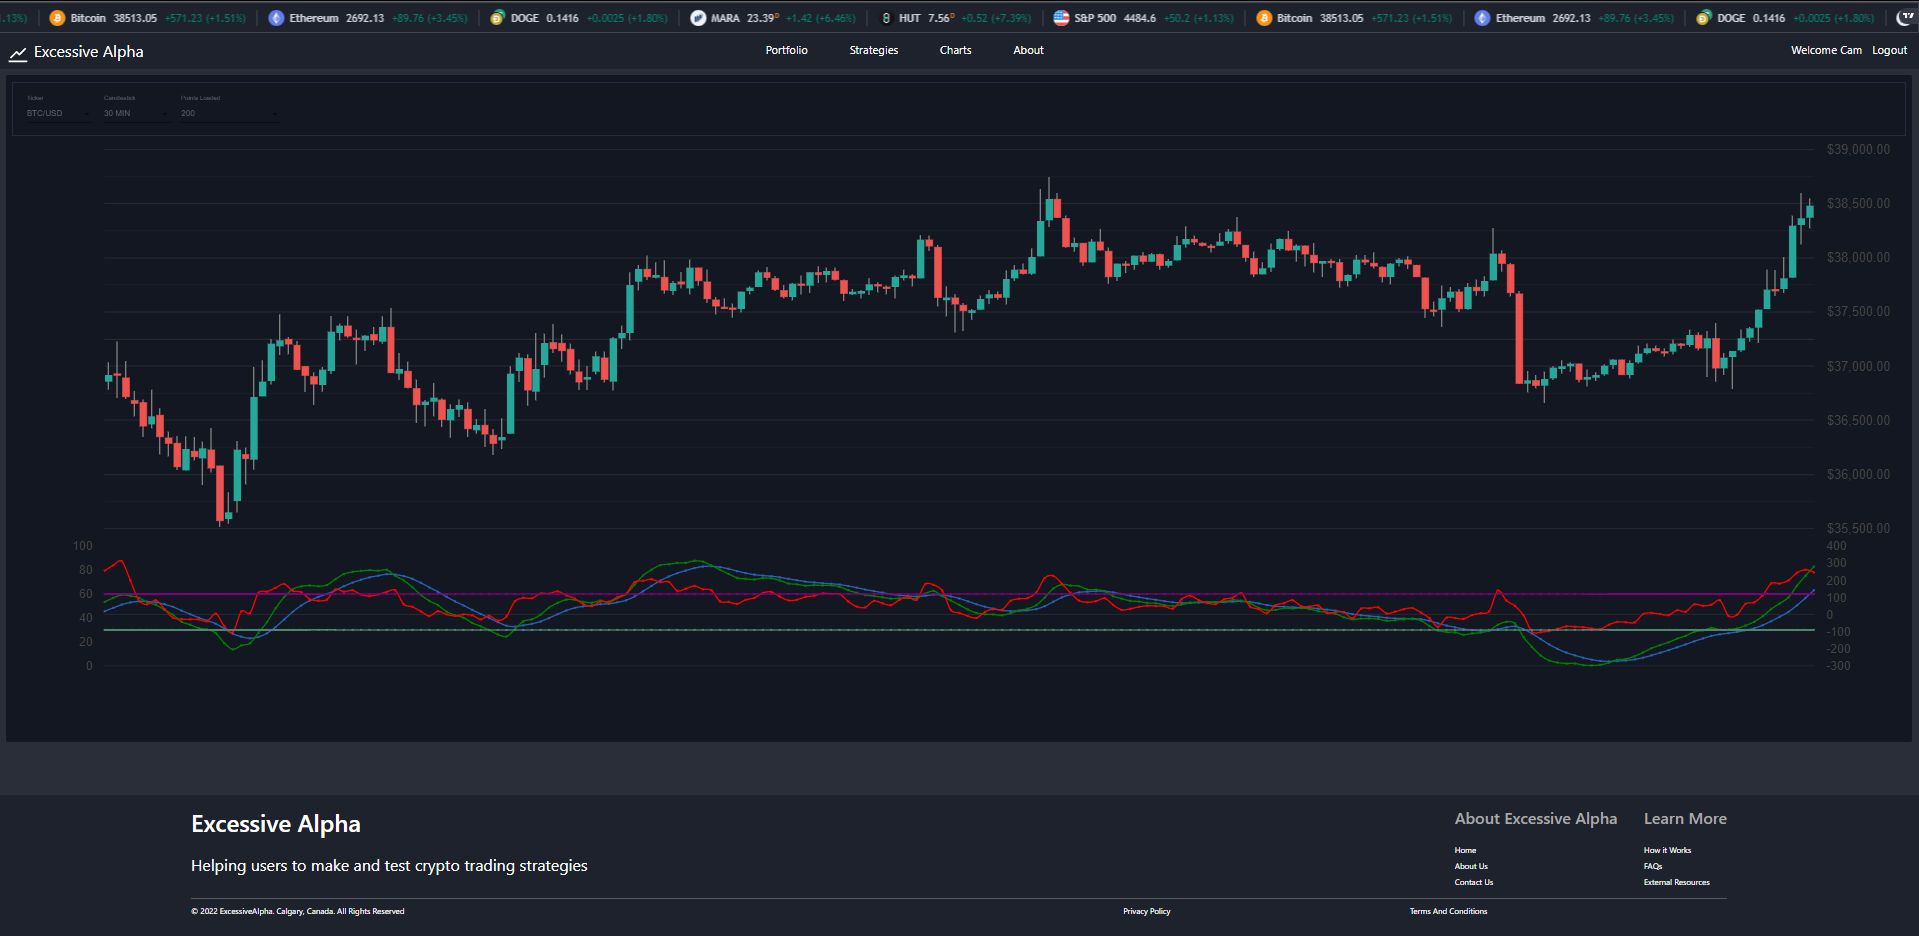 1.13%) Bitcoin 38513.05 +571.23 (+1.51%) Ethereum 2692.13 +89.76 (+3.45%) DOGE 0.1416 +0.0025 (+1.80%) MARA 23.39 D +1.42 (+6.46%) HUT 7.56 D +0.52 (+7.39%) S&P 500 4484.6 +50.2 (+1.13%) Bitcoin 38513.05 +571.23 (+1.51%) Ethereum 2692.13 +89.76 (+3.45%) DOGE 0.1416 +0.0025 (+1.80%)
Excessive Alpha Portfolio Strategies Charts About Welcome Cam Logout
Ticker Candlestick Points Loaded
BTC/USD 30 MIN 200
$39,000.00
$38,500.00
$38,000.00
$37,500.00
$37,000.00
$36,500.00
$36,000.00
$35,500.00
100 400
300
80
200
60 100
40 0
-100
20 -200
0 -300
Excessive Alpha
Helping users to make and test crypto trading strategies
About Excessive Alpha
Home
About Us
Contact Us
Learn More
How it Works
FAQs
External Resources
© 2022 ExcessiveAlpha. Calgary, Canada. All Rights Reserved Privacy Policy Terms And Conditions